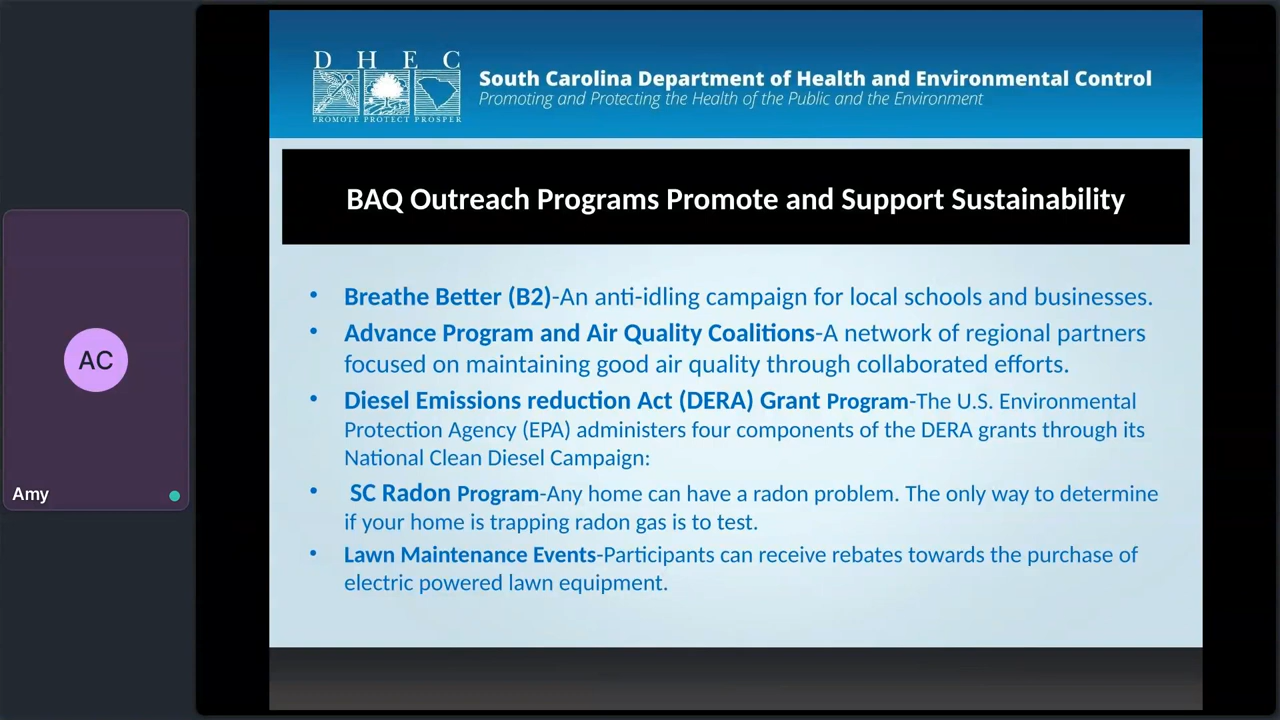 D H E C
PROMOTE PROTECT PROSPER
South Carolina Department of Health and Environmental Control
Promoting and Protecting the Health of the Public and the Environment
BAQ Outreach Programs Promote and Support Sustainability
• Breathe Better (B2)-An anti-idling campaign for local schools and businesses.
• Advance Program and Air Quality Coalitions-A network of regional partners
focused on maintaining good air quality through collaborated efforts.
• Diesel Emissions reduction Act (DERA) Grant Program-The U.S. Environmental
Protection Agency (EPA) administers four components of the DERA grants through its
National Clean Diesel Campaign:
• SC Radon Program-Any home can have a radon problem. The only way to determine
if your home is trapping radon gas is to test.
• Lawn Maintenance Events-Participants can receive rebates towards the purchase of
electric powered lawn equipment.
AC
Amy